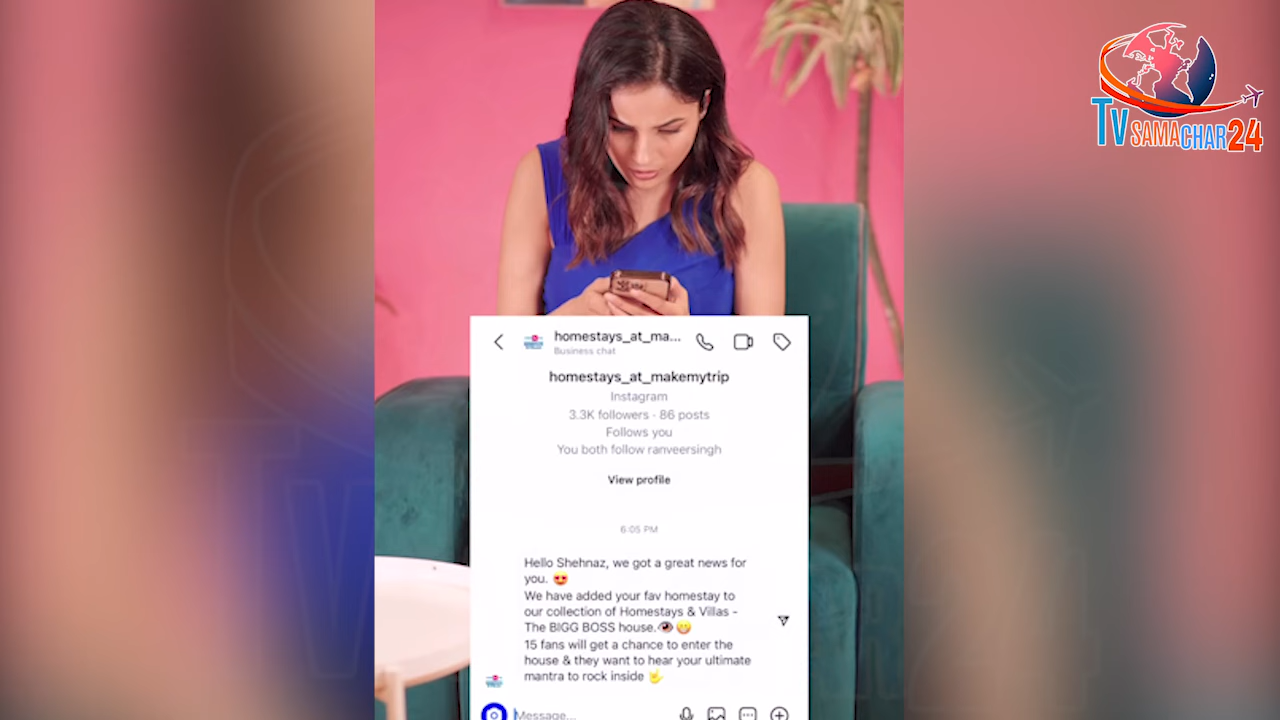 TV SAMACHAR24
homestays_at_ma...
Business chat
homestays_at_makemytrip
Instagram
3.3K followers · 86 posts
Follows you
You both follow ranveersingh
View profile
6:05 PM
Hello Shehnaz, we got a great news for
you. 😍
We have added your fav homestay to
our collection of Homestays & Villas -
The BIGG BOSS house.👁️😄
15 fans will get a chance to enter the
house & they want to hear your ultimate
mantra to rock inside 🤟
Message...